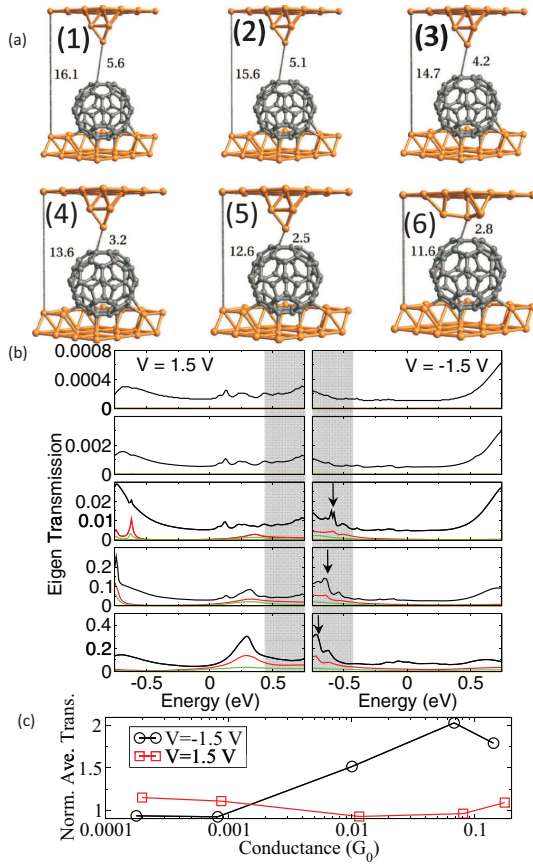 (a)
(1)
(2)
(3)
16.1
5.6
15.6
5.1
14.7
4.2
(4)
(5)
(6)
13.6
3.2
12.6
2.5
11.6
2.8
(b)
V = 1.5 V
V = -1.5 V
0.0008
0.0004
0
0.002
0
0.02
0.01
0
0.2
0.1
0
0.4
0.2
0
Eigen Transmission
-0.5 0 0.5
-0.5 0 0.5
Energy (eV)
Energy (eV)
(c)
Norm. Ave. Trans.
2
1.5
1
V=-1.5 V
V=1.5 V
0.0001 0.001 0.01 0.1
Conductance (G0)